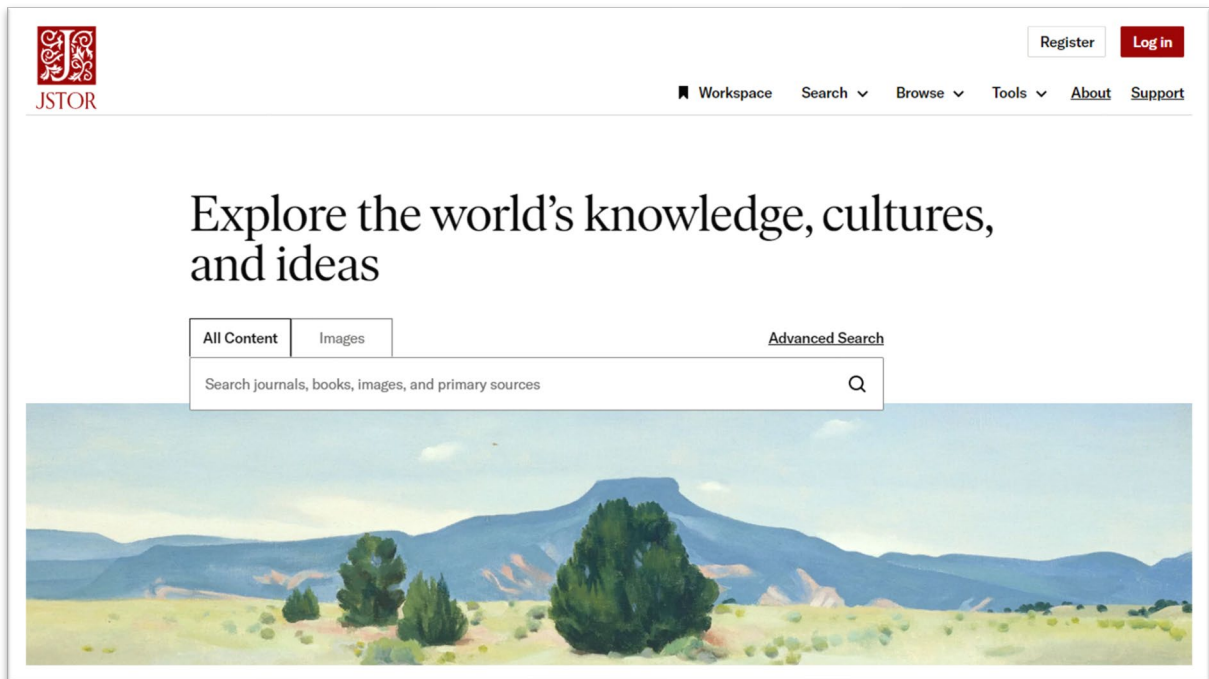 Register Log in
JSTOR
Workspace Search Browse Tools About Support
Explore the world’s knowledge, cultures,
and ideas
All Content Images Advanced Search
Search journals, books, images, and primary sources